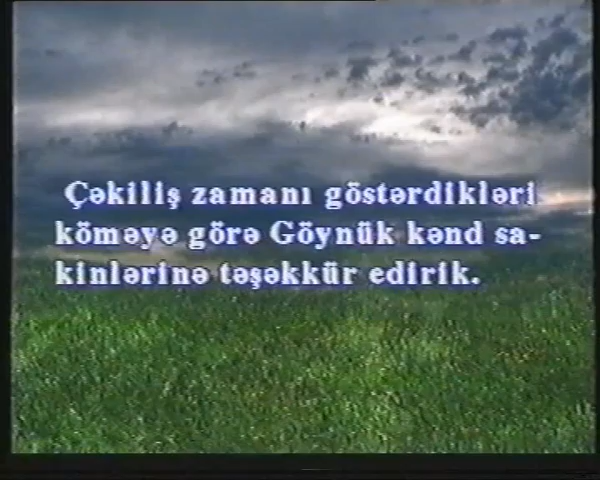 Çəkiliş zamanı göstərdikləri
köməyə görə Göynük kənd sa-
kinlərinə təşəkkür edirik.